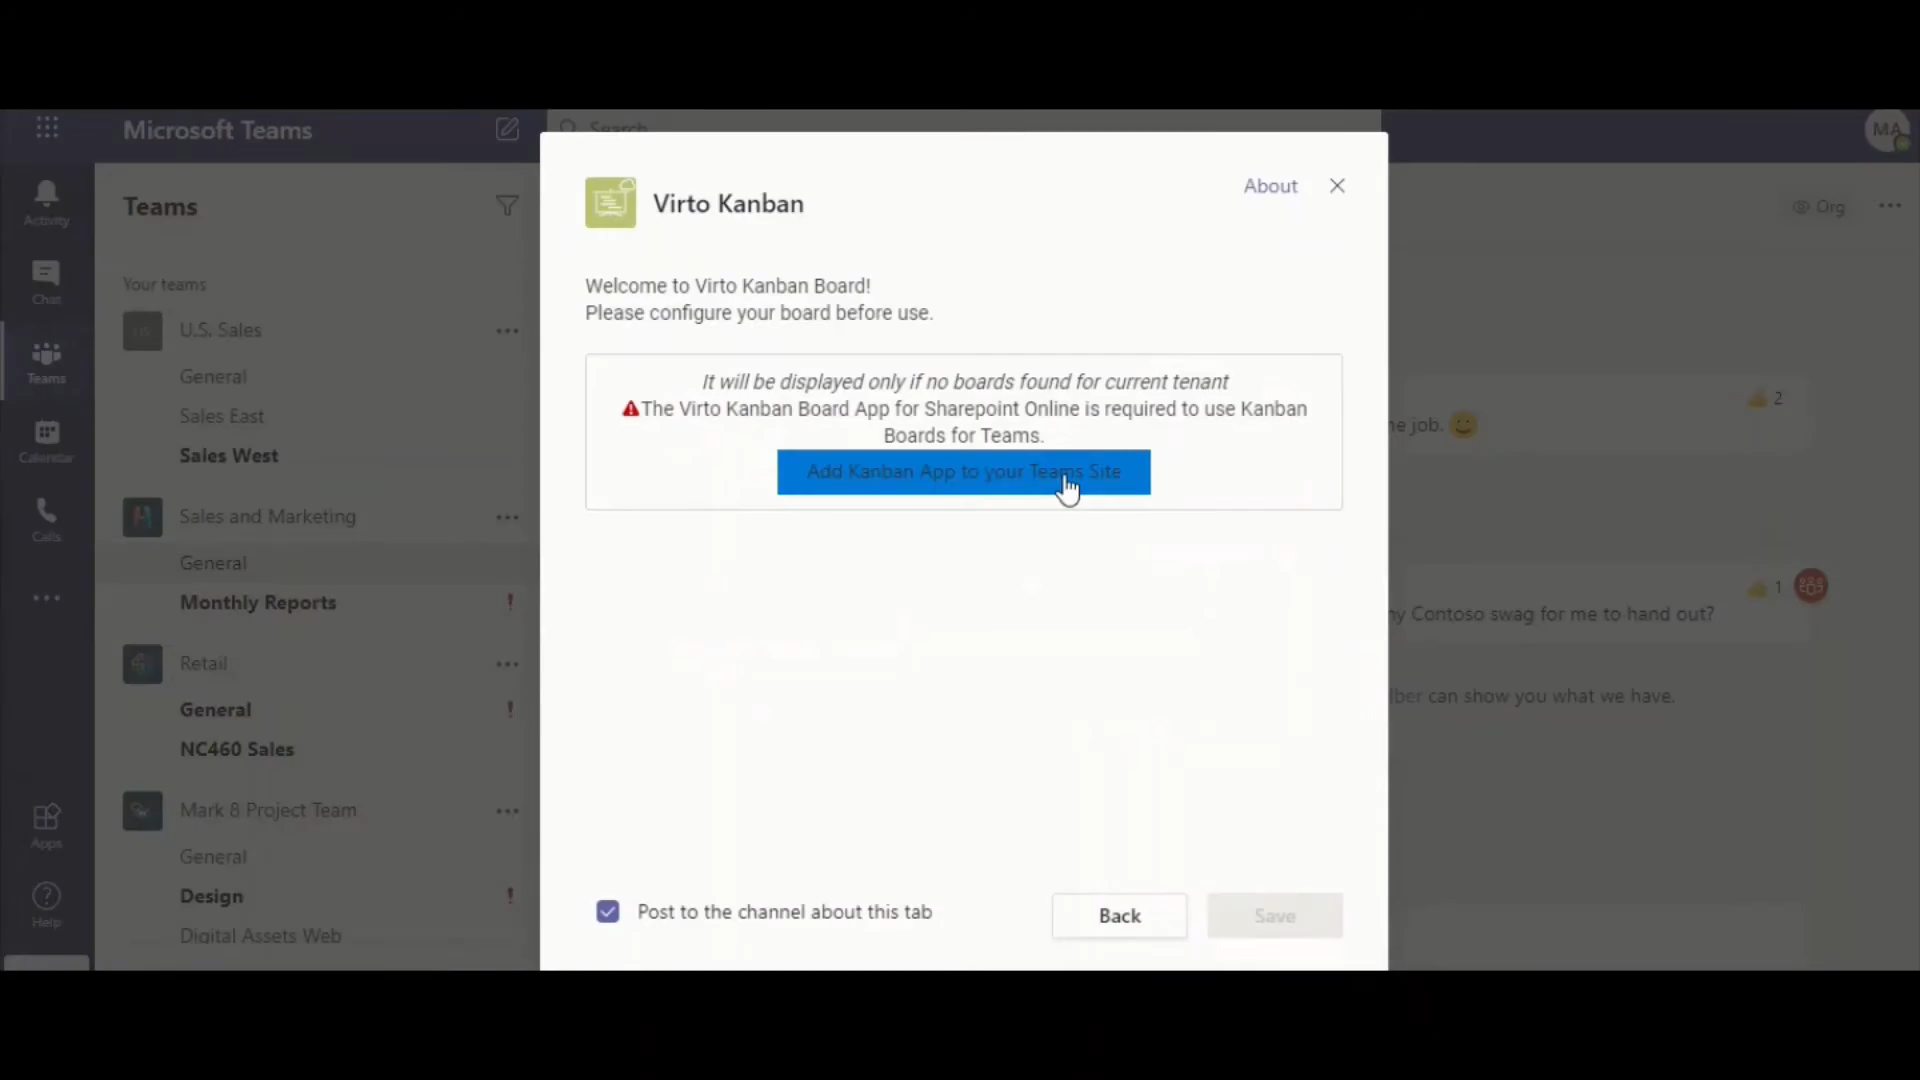 Microsoft Teams
Search
MA
Activity
Chat
Teams
Calendar
Calls
Apps
Help
Teams
Your teams
U.S. Sales
General
Sales East
Sales West
Sales and Marketing
General
Monthly Reports
Retail
General
NC460 Sales
Mark 8 Project Team
General
Design
Digital Assets Web
Virto Kanban
About
Welcome to Virto Kanban Board!
Please configure your board before use.
It will be displayed only if no boards found for current tenant
The Virto Kanban Board App for Sharepoint Online is required to use Kanban
Boards for Teams.
Add Kanban App to your Teams Site
Post to the channel about this tab
Back
Save
Org
2
job.
1
Contoso swag for me to hand out?
can show you what we have.